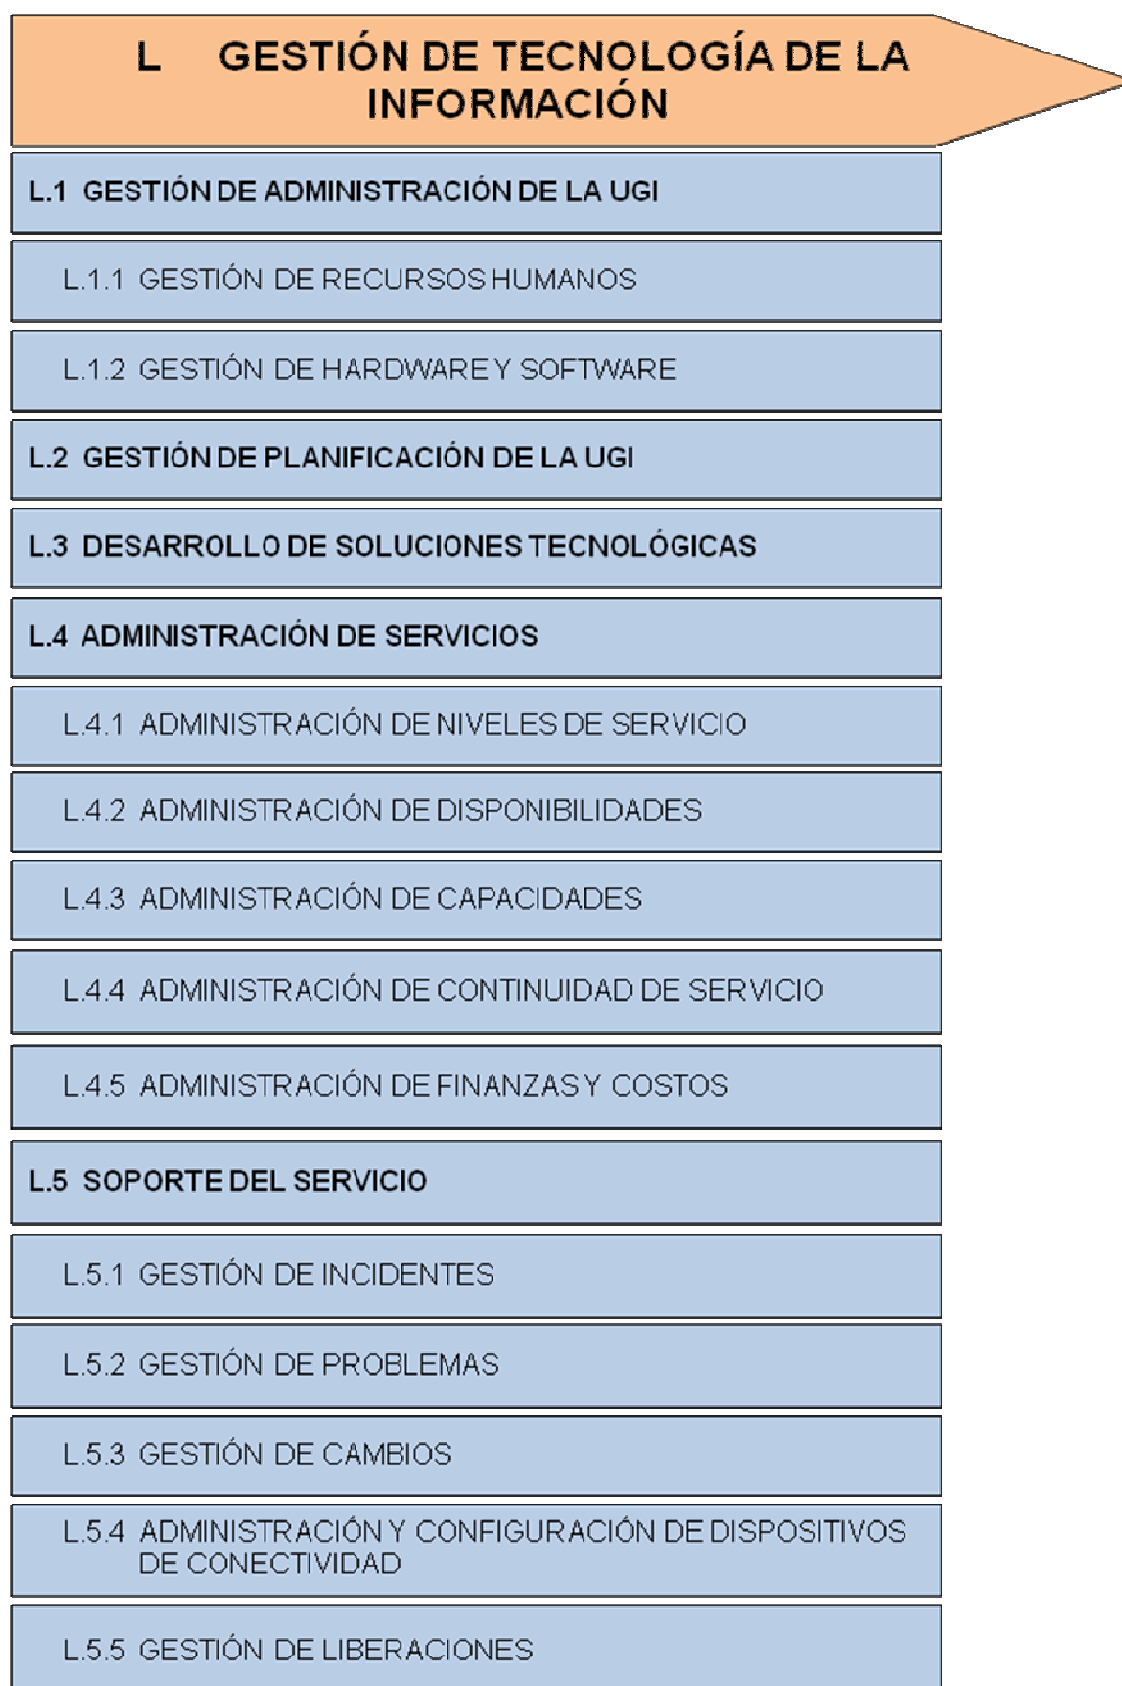 L GESTIÓN DE TECNOLOGÍA DE LA
INFORMACIÓN
L.1 GESTIÓN DE ADMINISTRACIÓN DE LA UGI
L.1.1 GESTIÓN DE RECURSOS HUMANOS
L.1.2 GESTIÓN DE HARDWARE Y SOFTWARE
L.2 GESTIÓN DE PLANIFICACIÓN DE LA UGI
L.3 DESARROLLO DE SOLUCIONES TECNOLÓGICAS
L.4 ADMINISTRACIÓN DE SERVICIOS
L.4.1 ADMINISTRACIÓN DE NIVELES DE SERVICIO
L.4.2 ADMINISTRACIÓN DE DISPONIBILIDADES
L.4.3 ADMINISTRACIÓN DE CAPACIDADES
L.4.4 ADMINISTRACIÓN DE CONTINUIDAD DE SERVICIO
L.4.5 ADMINISTRACIÓN DE FINANZAS Y COSTOS
L.5 SOPORTE DEL SERVICIO
L.5.1 GESTIÓN DE INCIDENTES
L.5.2 GESTIÓN DE PROBLEMAS
L.5.3 GESTIÓN DE CAMBIOS
L.5.4 ADMINISTRACIÓN Y CONFIGURACIÓN DE DISPOSITIVOS
DE CONECTIVIDAD
L.5.5 GESTIÓN DE LIBERACIONES